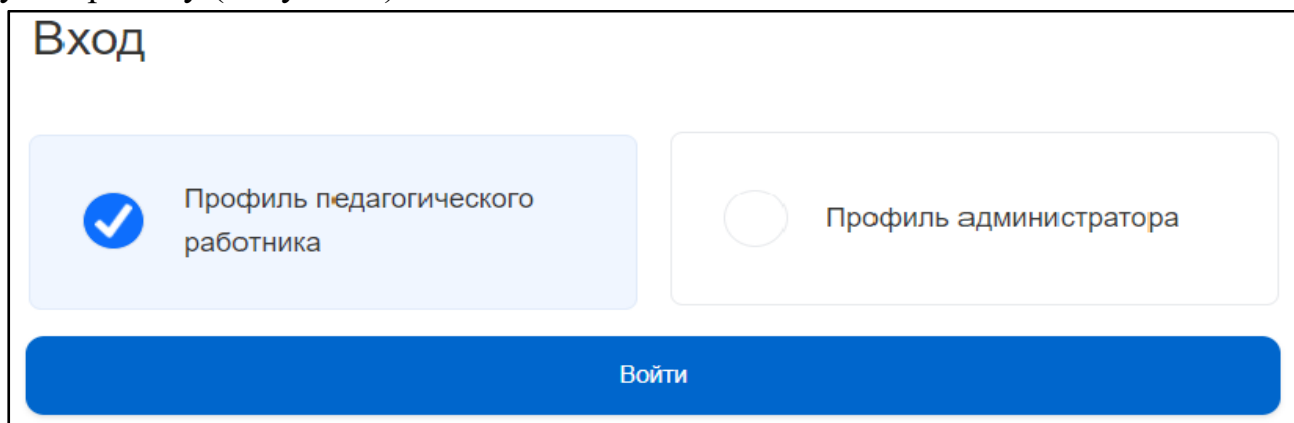 Вход
Профиль педагогического
работника
Профиль администратора
Войти